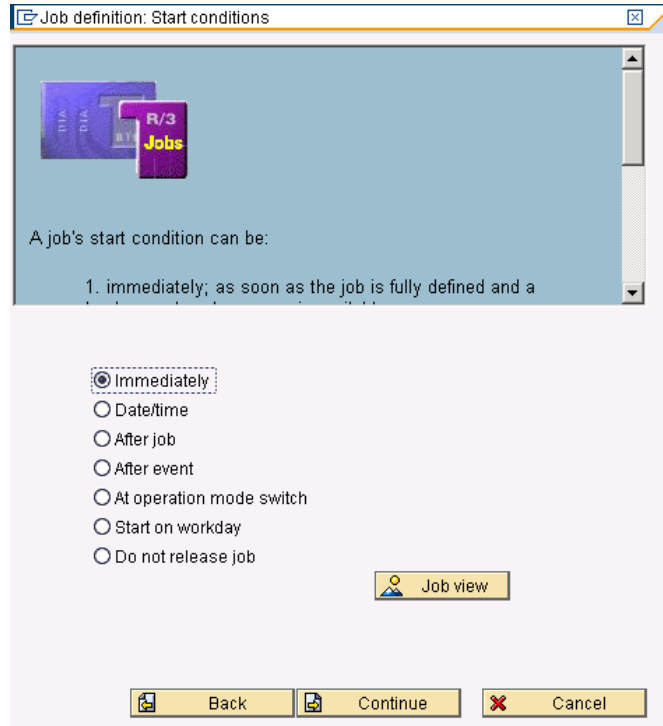 Job definition: Start conditions
DIA
DIA
R/3
Jobs
A job's start condition can be:
1. immediately; as soon as the job is fully defined and a
Immediately
Date/time
After job
After event
At operation mode switch
Start on workday
Do not release job
Job view
Back Continue Cancel